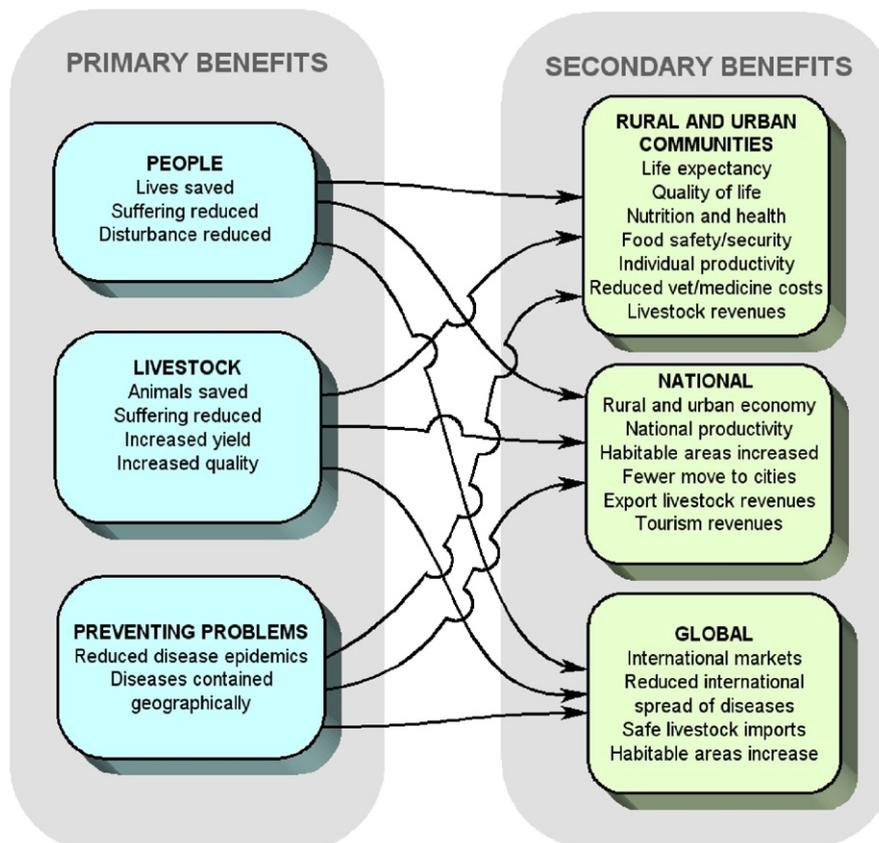 PRIMARY BENEFITS
PEOPLE
Lives saved
Suffering reduced
Disturbance reduced
LIVESTOCK
Animals saved
Suffering reduced
Increased yield
Increased quality
PREVENTING PROBLEMS
Reduced disease epidemics
Diseases contained
geographically
SECONDARY BENEFITS
RURAL AND URBAN
COMMUNITIES
Life expectancy
Quality of life
Nutrition and health
Food safety/security
Individual productivity
Reduced vet/medicine costs
Livestock revenues
NATIONAL
Rural and urban economy
National productivity
Habitable areas increased
Fewer move to cities
Export livestock revenues
Tourism revenues
GLOBAL
International markets
Reduced international
spread of diseases
Safe livestock imports
Habitable areas increase